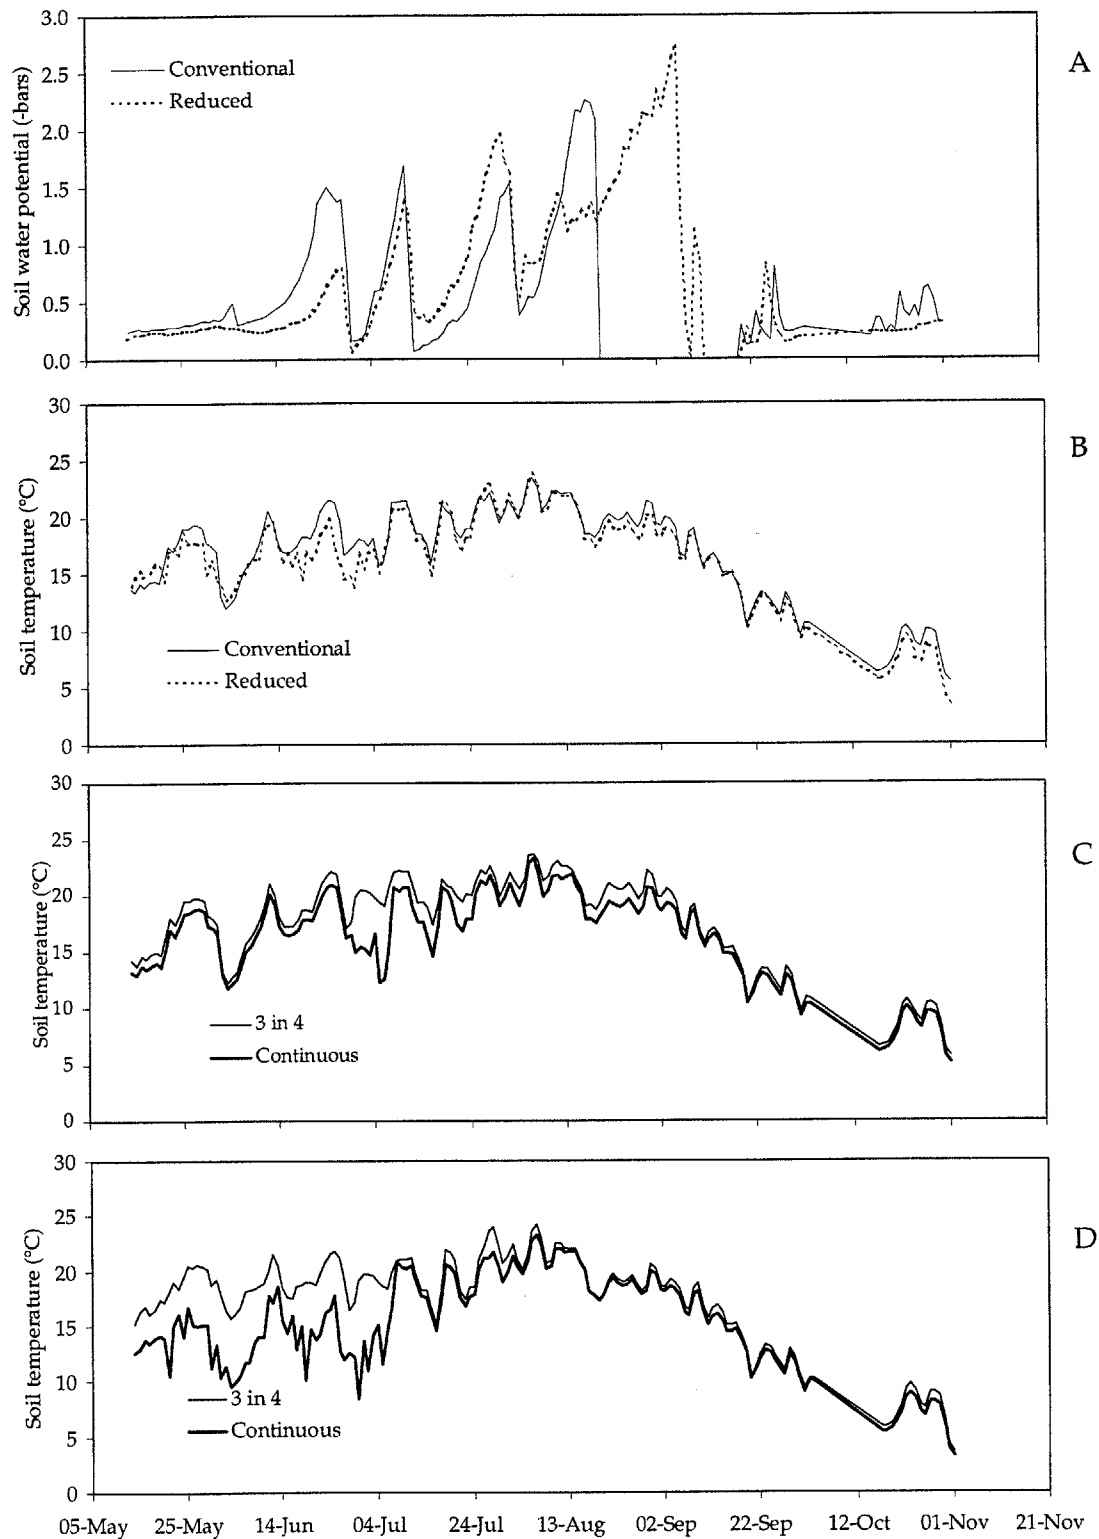 3.0
2.5
2.0
1.5
1.0
0.5
0.0
Soil water potential (-bars)
Conventional
Reduced
A
30
25
20
15
10
5
0
Soil temperature (°C)
Conventional
Reduced
B
30
25
20
15
10
5
0
Soil temperature (°C)
3 in 4
Continuous
C
30
25
20
15
10
5
0
Soil temperature (°C)
3 in 4
Continuous
D
05-May 25-May 14-Jun 04-Jul 24-Jul 13-Aug 02-Sep 22-Sep 12-Oct 01-Nov 21-Nov